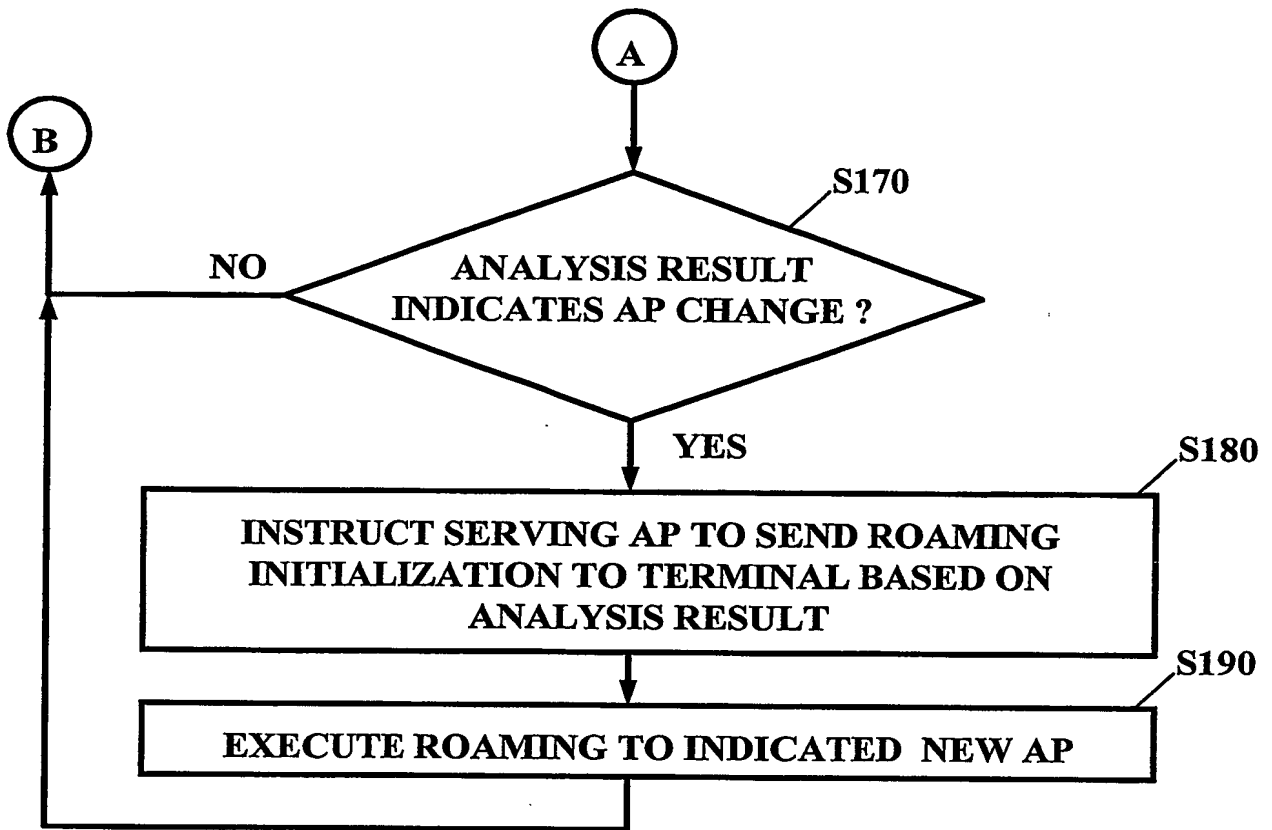 A
B
S170
NO
ANALYSIS RESULT
INDICATES AP CHANGE ?
YES
S180
INSTRUCT SERVING AP TO SEND ROAMING
INITIALIZATION TO TERMINAL BASED ON
ANALYSIS RESULT
S190
EXECUTE ROAMING TO INDICATED NEW AP